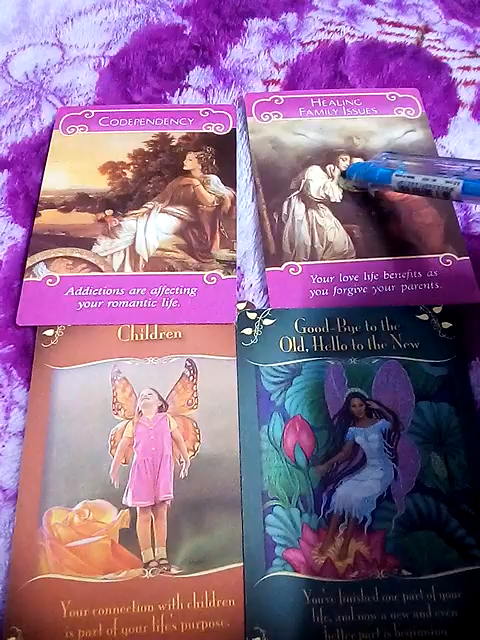 CODEPENDENCY
Addictions are affecting
your romantic life.
HEALING
FAMILY ISSUES
Your love life benefits as
you forgive your parents.
Children
Your connection with children
is part of your life's purpose.
Good-Bye to the
Old, Hello to the New
You've finished one part of your
life, and now a new and even
better part is beginning.